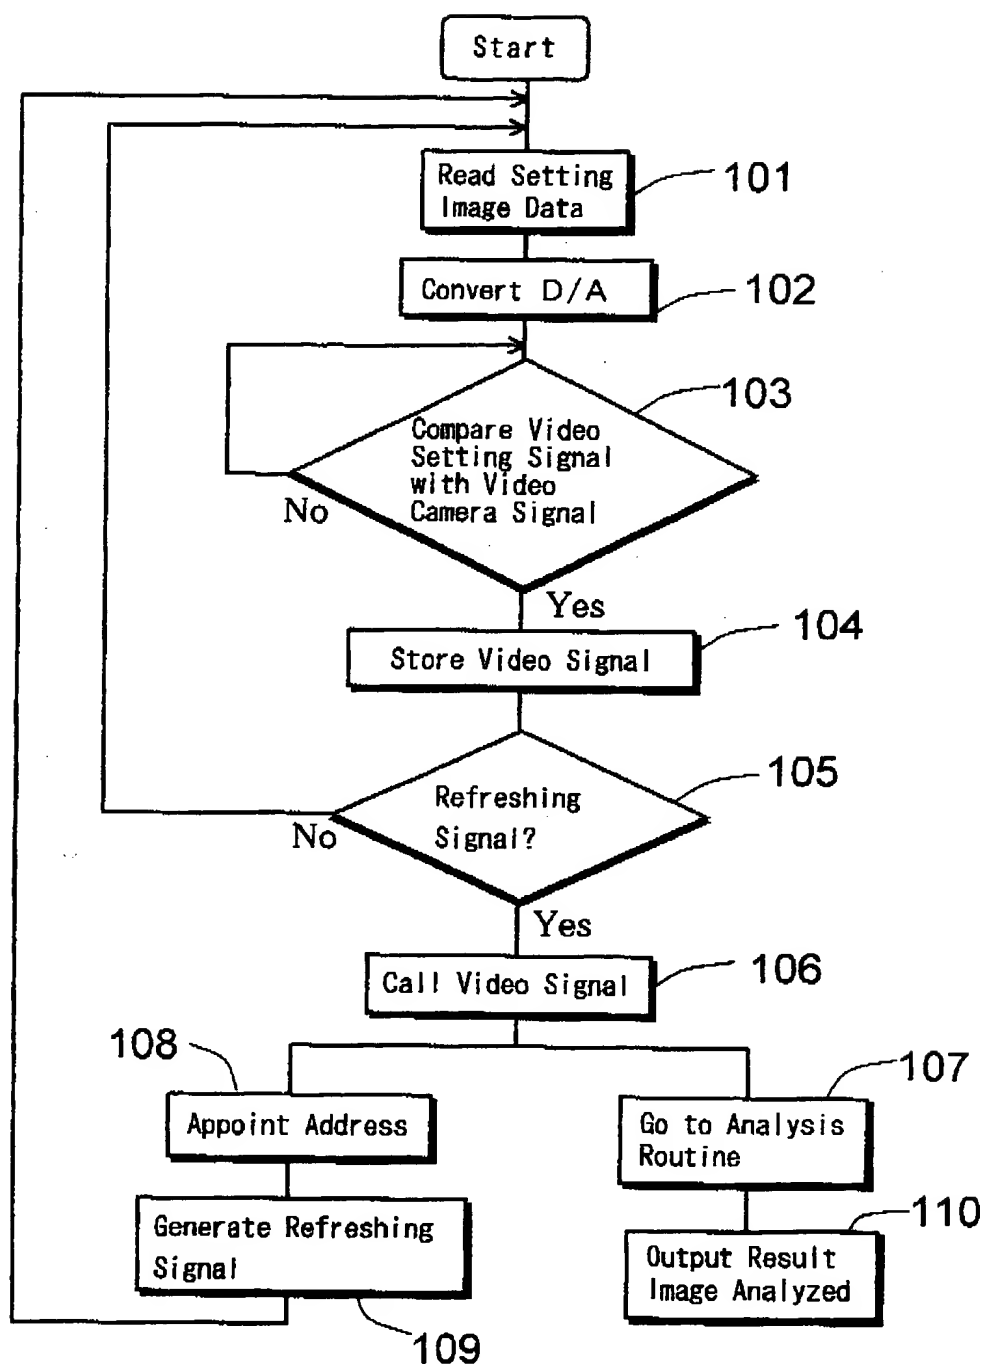 Start
Read Setting
Image Data
101
Convert D/A
102
103
Compare Video
Setting Signal
with Video
Camera Signal
No
Yes
104
Store Video Signal
105
Refreshing
Signal?
No
Yes
Call Video Signal
106
108
107
Appoint Address
Go to Analysis
Routine
Generate Refreshing
Signal
110
Output Result
Image Analyzed
109